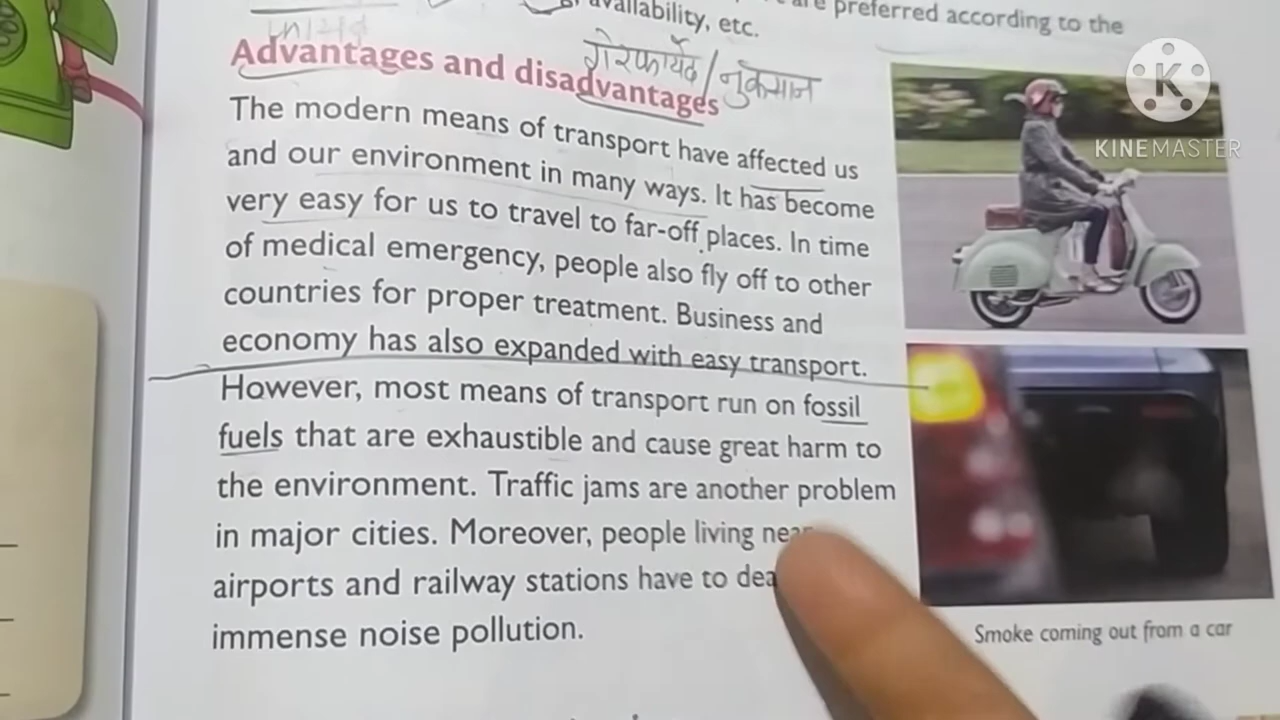 are preferred according to the
availability, etc.
गेरफायदे/नुकसान
Advantages and disadvantages
The modern means of transport have affected us
and our environment in many ways. It has become
very easy for us to travel to far-off places. In time
of medical emergency, people also fly off to other
countries for proper treatment. Business and
economy has also expanded with easy transport.
However, most means of transport run on fossil
fuels that are exhaustible and cause great harm to
the environment. Traffic jams are another problem
in major cities. Moreover, people living near
airports and railway stations have to dea
immense noise pollution.
K
KINEMASTER
Smoke coming out from a car